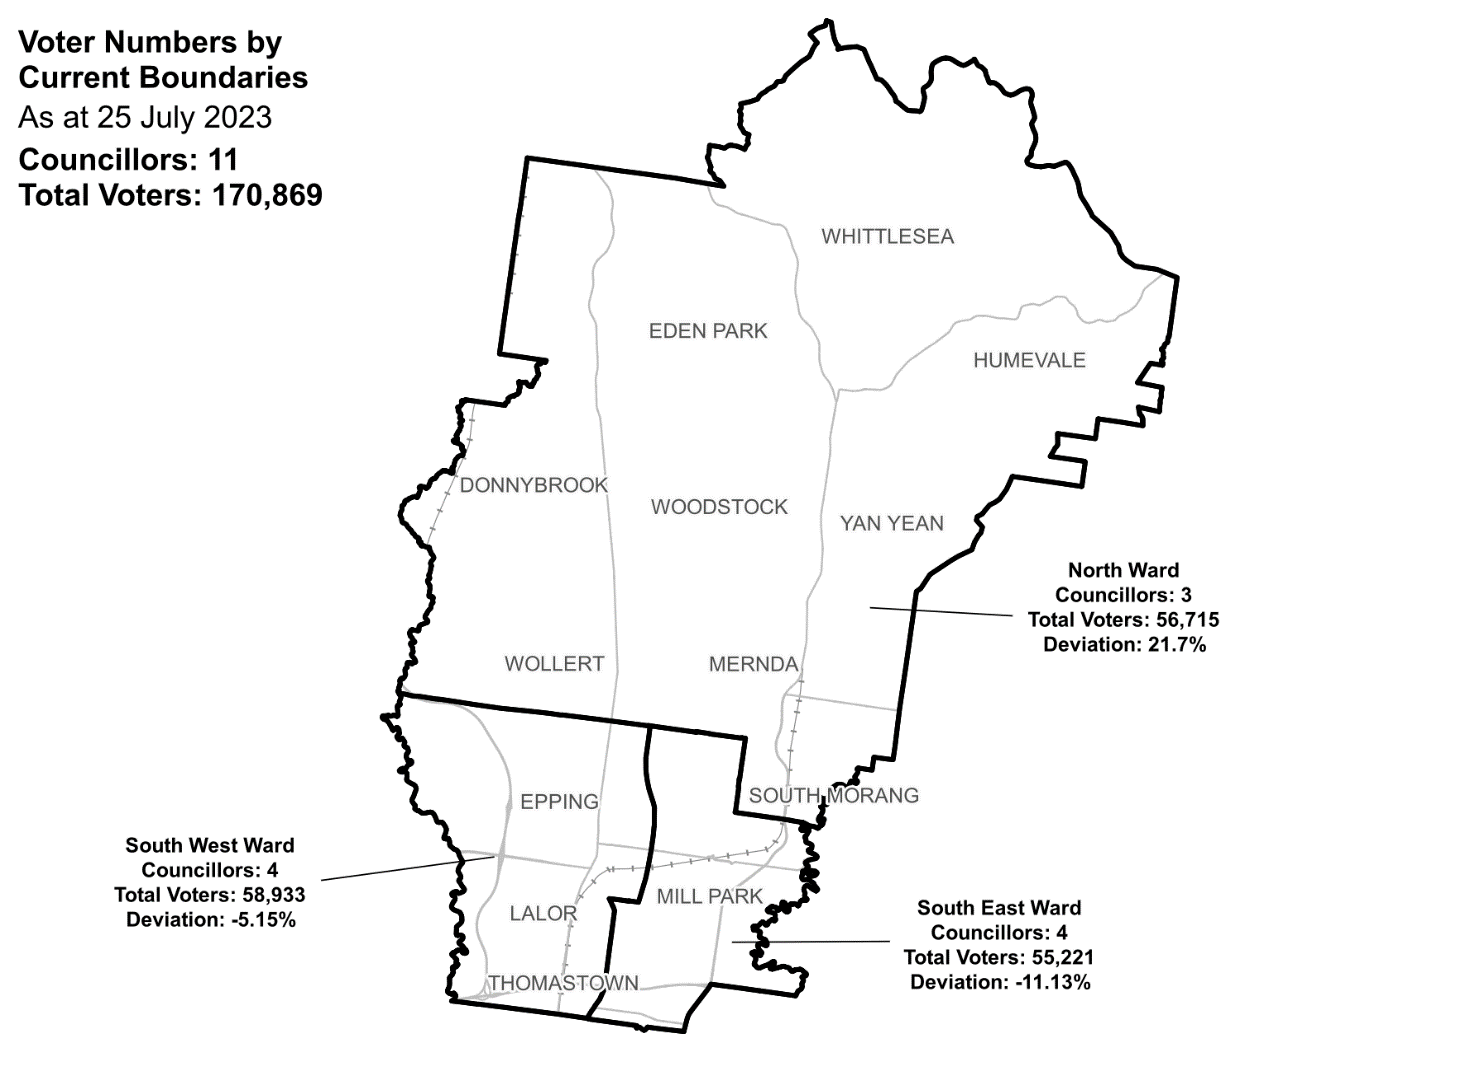 Voter Numbers by
Current Boundaries
As at 25 July 2023
Councillors: 11
Total Voters: 170,869
WHITTLESEA
EDEN PARK
HUMEVALE
DONNYBROOK
WOODSTOCK
YAN YEAN
North Ward
Councillors: 3
Total Voters: 56,715
Deviation: 21.7%
WOLLERT
MERNDA
EPPING
SOUTH MORANG
South West Ward
Councillors: 4
Total Voters: 58,933
Deviation: -5.15%
LALOR
MILL PARK
South East Ward
Councillors: 4
Total Voters: 55,221
Deviation: -11.13%
THOMASTOWN